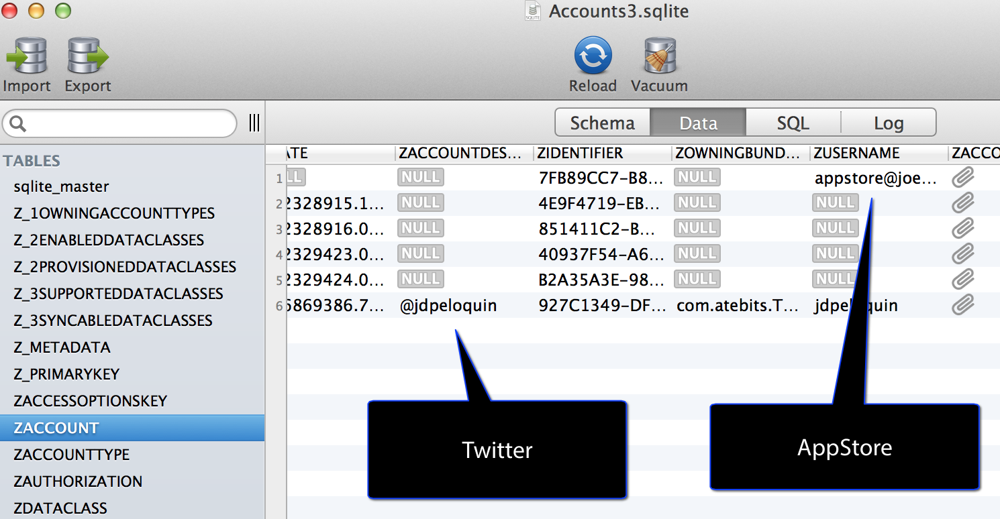 Accounts3.sqlite
Import Export Reload Vacuum
Schema Data SQL Log
TABLES
sqlite_master
Z_1OWNINGACCOUNTTYPES
Z_2ENABLEDDATACLASSES
Z_2PROVISIONEDDATACLASSES
Z_3SUPPORTEDDATACLASSES
Z_3SYNCABLEDATACLASSES
Z_METADATA
Z_PRIMARYKEY
ZACCESSOPTIONSKEY
ZACCOUNT
ZACCOUNTTYPE
ZAUTHORIZATION
ZDATACLASS
ATE ZACCOUNTDES... ZIDENTIFIER ZOWNINGBUND... ZUSERNAME ZACCO
1 LL NULL 7FB89CC7-B8... NULL appstore@joe...
2 2328915.1... NULL 4E9F4719-EB... NULL NULL
3 2328916.0... NULL 851411C2-B... NULL NULL
4 2329423.0... NULL 40937F54-A6... NULL NULL
5 2329424.0... NULL B2A35A3E-98... NULL NULL
6 6869386.7... @jdpeloquin 927C1349-DF... com.atebits.T... jdpeloquin
Twitter
AppStore